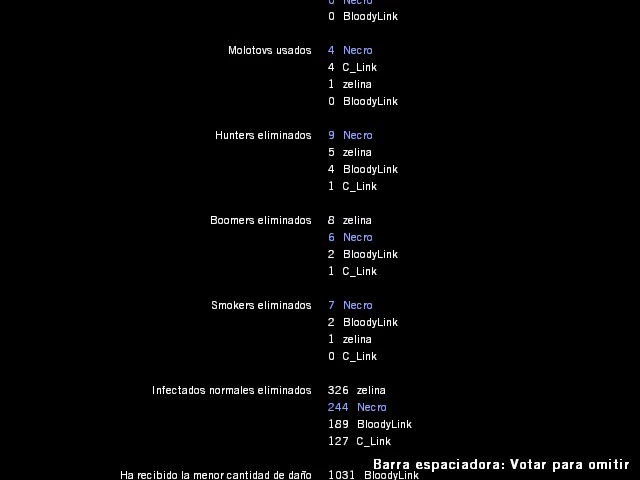 0 Necro
0 BloodyLink
Molotovs usados 4 Necro
4 C_Link
1 zelina
0 BloodyLink
Hunters eliminados 9 Necro
5 zelina
4 BloodyLink
1 C_Link
Boomers eliminados 8 zelina
6 Necro
2 BloodyLink
1 C_Link
Smokers eliminados 7 Necro
2 BloodyLink
1 zelina
0 C_Link
Infectados normales eliminados 326 zelina
244 Necro
189 BloodyLink
127 C_Link
Barra espaciadora: Votar para omitir
Ha recibido la menor cantidad de daño 1031 BloodyLink